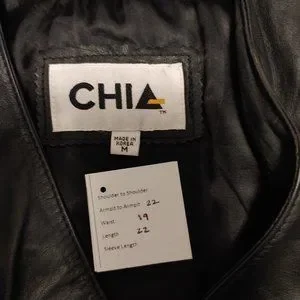 CHIA
TM
MADE IN
KOREA
M
Shoulder to Shoulder
Armpit to Armpit 22
Waist 19
Length 22
Sleeve Length